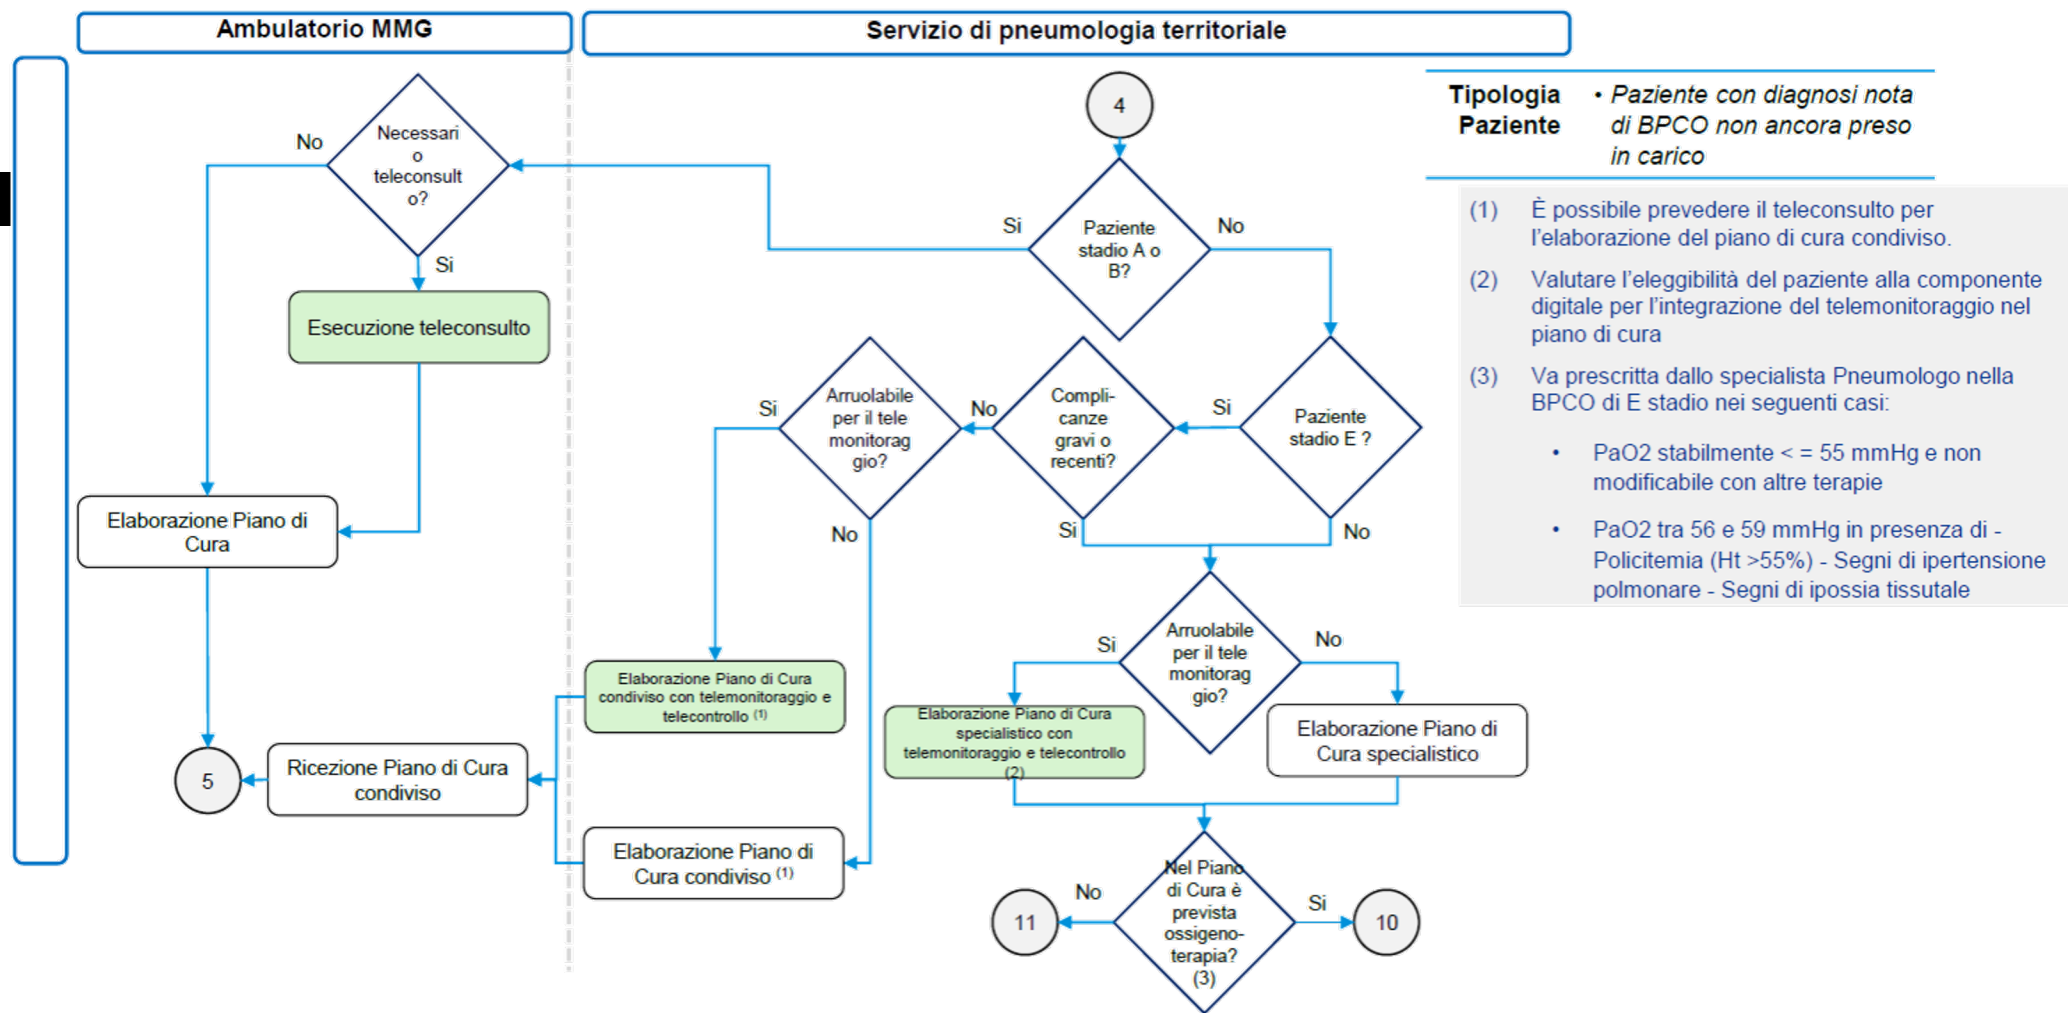 Ambulatorio MMG
Servizio di pneumologia territoriale
4
Tipologia
Paziente
• Paziente con diagnosi nota
di BPCO non ancora preso
in carico
No
Necessari
o
teleconsult
o?
Si
Esecuzione teleconsulto
Elaborazione Piano di
Cura
5
Ricezione Piano di Cura
condiviso
Si
Paziente
stadio A o
B?
No
Paziente
stadio E ?
Si
No
Compli-
canze
gravi o
recenti?
No
Si
Arruolabile
per il tele
monitorag
gio?
Si
No
Elaborazione Piano di Cura
condiviso con telemonitoraggio e
telecontrollo (1)
Elaborazione Piano di
Cura condiviso (1)
Arruolabile
per il tele
monitorag
gio?
Si
No
Elaborazione Piano di Cura
specialistico con
telemonitoraggio e telecontrollo
(2)
Elaborazione Piano di
Cura specialistico
Nel Piano
di Cura è
prevista
ossigeno-
terapia?
(3)
No
11
Si
10
(1) È possibile prevedere il teleconsulto per
l'elaborazione del piano di cura condiviso.
(2) Valutare l'eleggibilità del paziente alla componente
digitale per l'integrazione del telemonitoraggio nel
piano di cura
(3) Va prescritta dallo specialista Pneumologo nella
BPCO di E stadio nei seguenti casi:
• PaO2 stabilmente < = 55 mmHg e non
modificabile con altre terapie
• PaO2 tra 56 e 59 mmHg in presenza di -
Policitemia (Ht >55%) - Segni di ipertensione
polmonare - Segni di ipossia tissutale